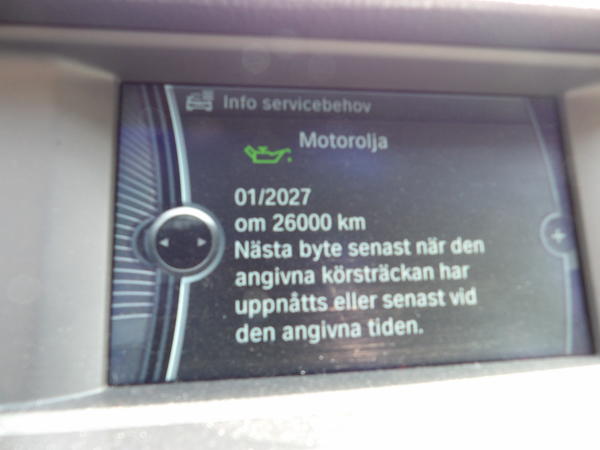 Info servicebehov
Motorolja
01/2027
om 26000 km
Nästa byte senast när den
angivna körsträckan har
uppnåtts eller senast vid
den angivna tiden.